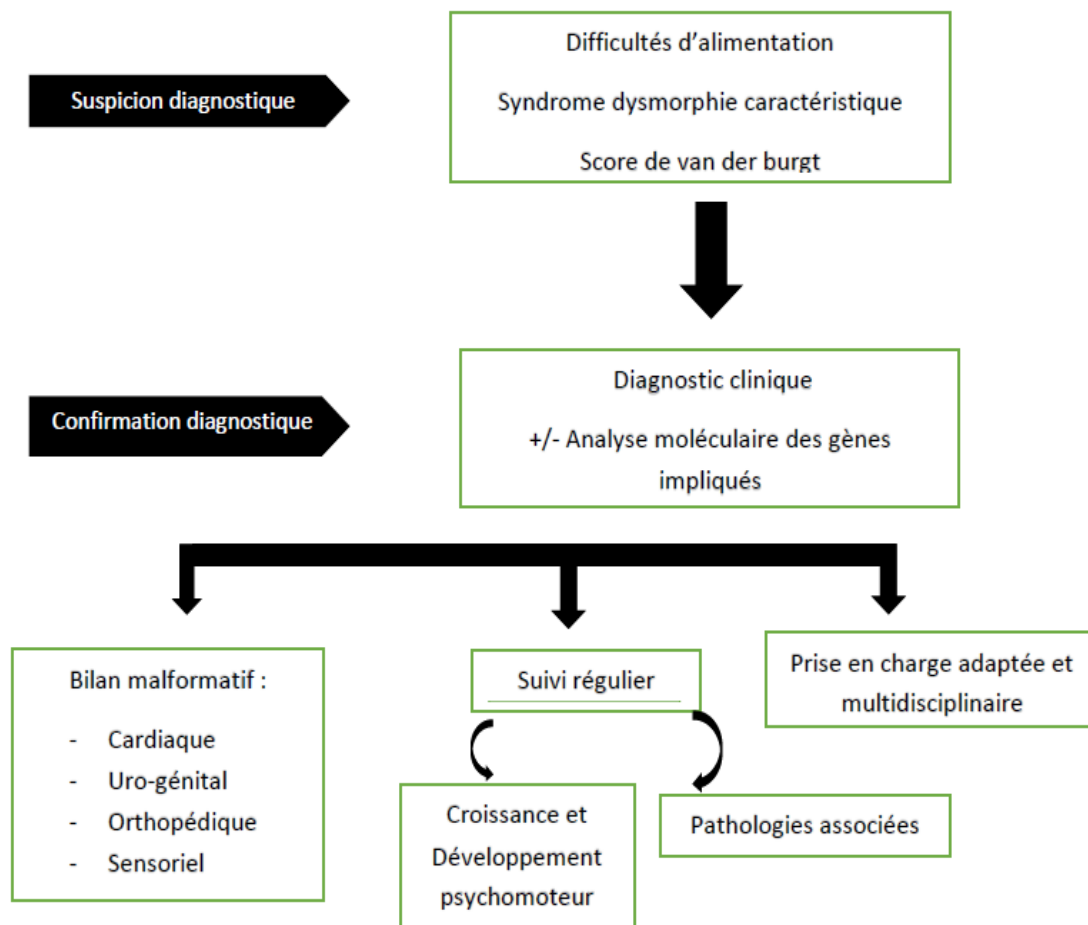 Suspicion diagnostique
Difficultés d’alimentation
Syndrome dysmorphie caractéristique
Score de van der burgt
Confirmation diagnostique
Diagnostic clinique
+/- Analyse moléculaire des gènes
impliqués
Bilan malformatif :
- Cardiaque
- Uro-génital
- Orthopédique
- Sensoriel
Suivi régulier
Croissance et
Développement
psychomoteur
Pathologies associées
Prise en charge adaptée et
multidisciplinaire